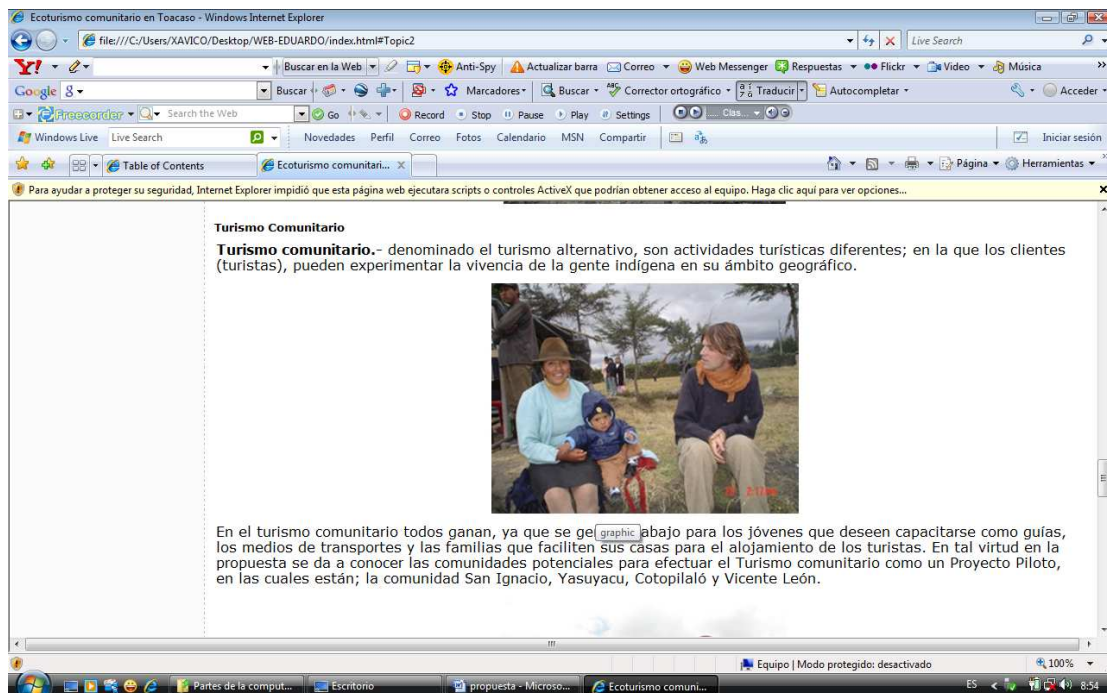 Ecoturismo comunitario en Toacaso - Windows Internet Explorer
file:///C:/Users/XAVICO/Desktop/WEB-EDUARDO/index.html#Topic2
Live Search
Y! Buscar en la Web Anti-Spy Actualizar barra Correo Web Messenger Respuestas Flickr Video Música
Google Buscar Marcadores Buscar Corrector ortográfico Traducir Autocompletar Acceder
Freecorder Search the Web Go Record Stop Pause Play Settings Clas...
Windows Live Live Search Novedades Perfil Correo Fotos Calendario MSN Compartir Iniciar sesión
Table of Contents Ecoturismo comunitari... Página Herramientas
Para ayudar a proteger su seguridad, Internet Explorer impidió que esta página web ejecutara scripts o controles ActiveX que podrían obtener acceso al equipo. Haga clic aquí para ver opciones...
Turismo Comunitario
Turismo comunitario.- denominado el turismo alternativo, son actividades turísticas diferentes; en la que los clientes
(turistas), pueden experimentar la vivencia de la gente indígena en su ámbito geográfico.
En el turismo comunitario todos ganan, ya que se ge graphic abajo para los jóvenes que deseen capacitarse como guías,
los medios de transportes y las familias que faciliten sus casas para el alojamiento de los turistas. En tal virtud en la
propuesta se da a conocer las comunidades potenciales para efectuar el Turismo comunitario como un Proyecto Piloto,
en las cuales están; la comunidad San Ignacio, Yasuyacu, Cotopilaló y Vicente León.
Equipo | Modo protegido: desactivado 100%
Partes de la comput... Escritorio propuesta - Microso... Ecoturismo comuni... ES 8:54